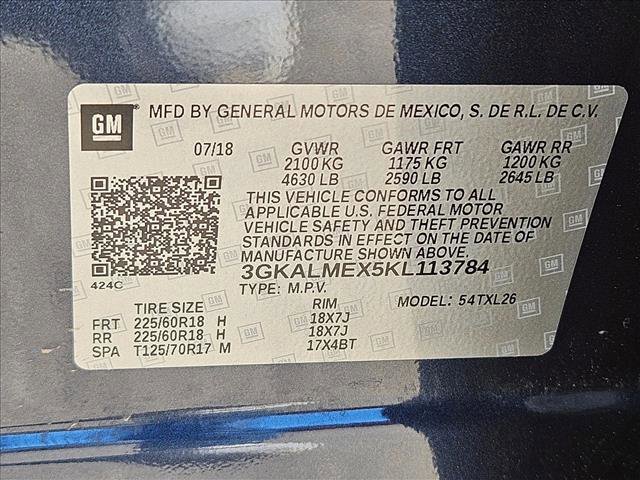 GM MFD BY GENERAL MOTORS DE MEXICO, S. DE R.L. DE C.V.
07/18 GVWR GAWR FRT GAWR RR
2100 KG 1175 KG 1200 KG
4630 LB 2590 LB 2645 LB
THIS VEHICLE CONFORMS TO ALL
APPLICABLE U.S. FEDERAL MOTOR
VEHICLE SAFETY AND THEFT PREVENTION
STANDARDS IN EFFECT ON THE DATE OF
MANUFACTURE SHOWN ABOVE.
3GKALMEX5KL113784
424C TYPE: M.P.V. MODEL: 54TXL26
TIRE SIZE RIM
FRT 225/60R18 H 18X7J
RR 225/60R18 H 18X7J
SPA T125/70R17 M 17X4BT